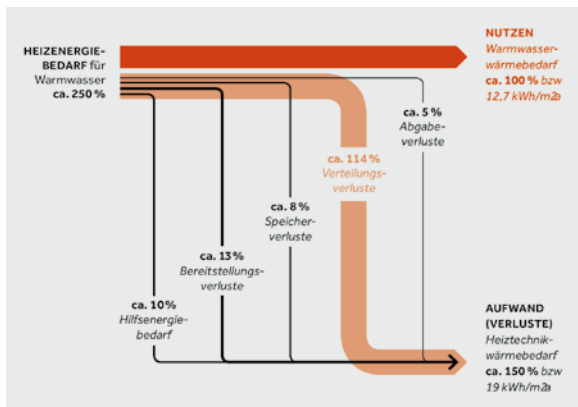 HEIZENERGIE-
BEDARF für
Warmwasser
ca. 250 %
NUTZEN
Warmwasser-
wärmebedarf
ca. 100 % bzw
12,7 kWh/m2a
ca. 5 %
Abgabe-
verluste
ca. 114 %
Verteilungs-
verluste
ca. 8 %
Speicher-
verluste
ca. 13 %
Bereitstellungs-
verluste
ca. 10 %
Hilfsenergie-
bedarf
AUFWAND
(VERLUSTE)
Heiztechnik-
wärmebedarf
ca. 150 % bzw
19 kWh/m2a